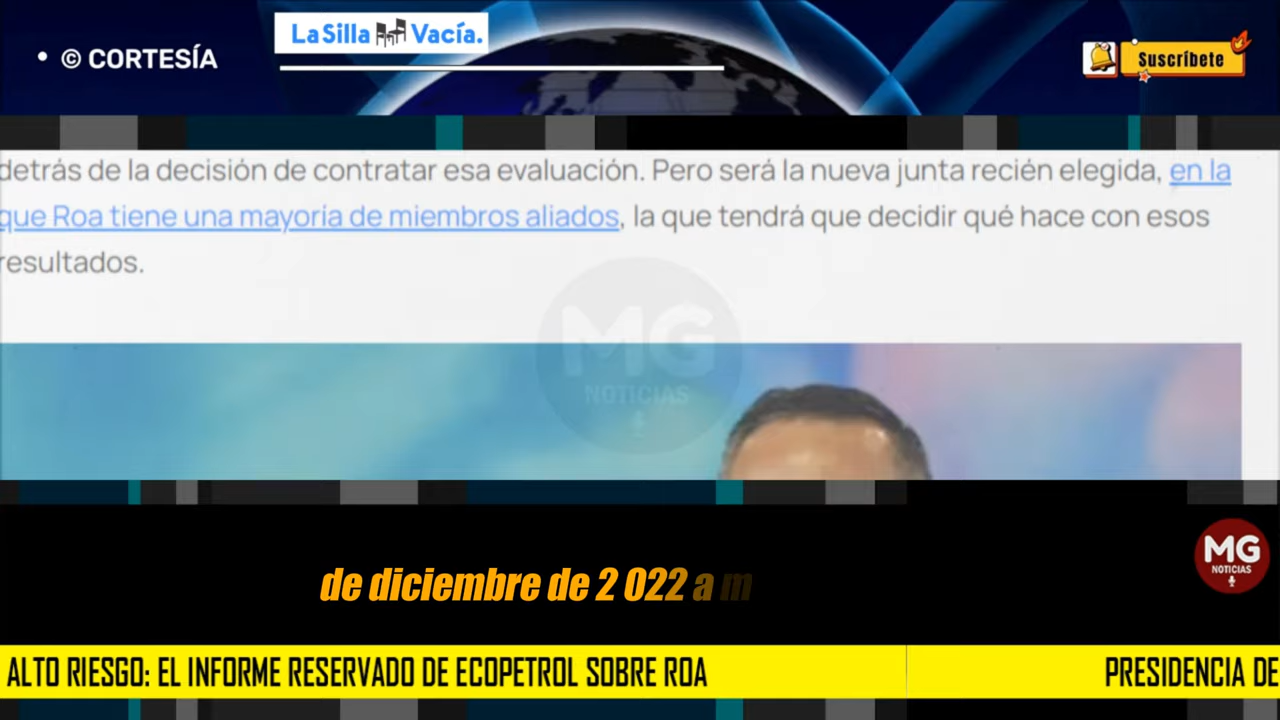 La Silla Vacía.
• © CORTESÍA
Suscríbete
detrás de la decisión de contratar esa evaluación. Pero será la nueva junta recién elegida, en la
que Roa tiene una mayoría de miembros aliados, la que tendrá que decidir qué hace con esos
resultados.
MG
NOTICIAS
de diciembre de 2 022 a m
MG
NOTICIAS
ALTO RIESGO: EL INFORME RESERVADO DE ECOPETROL SOBRE ROA
PRESIDENCIA DE